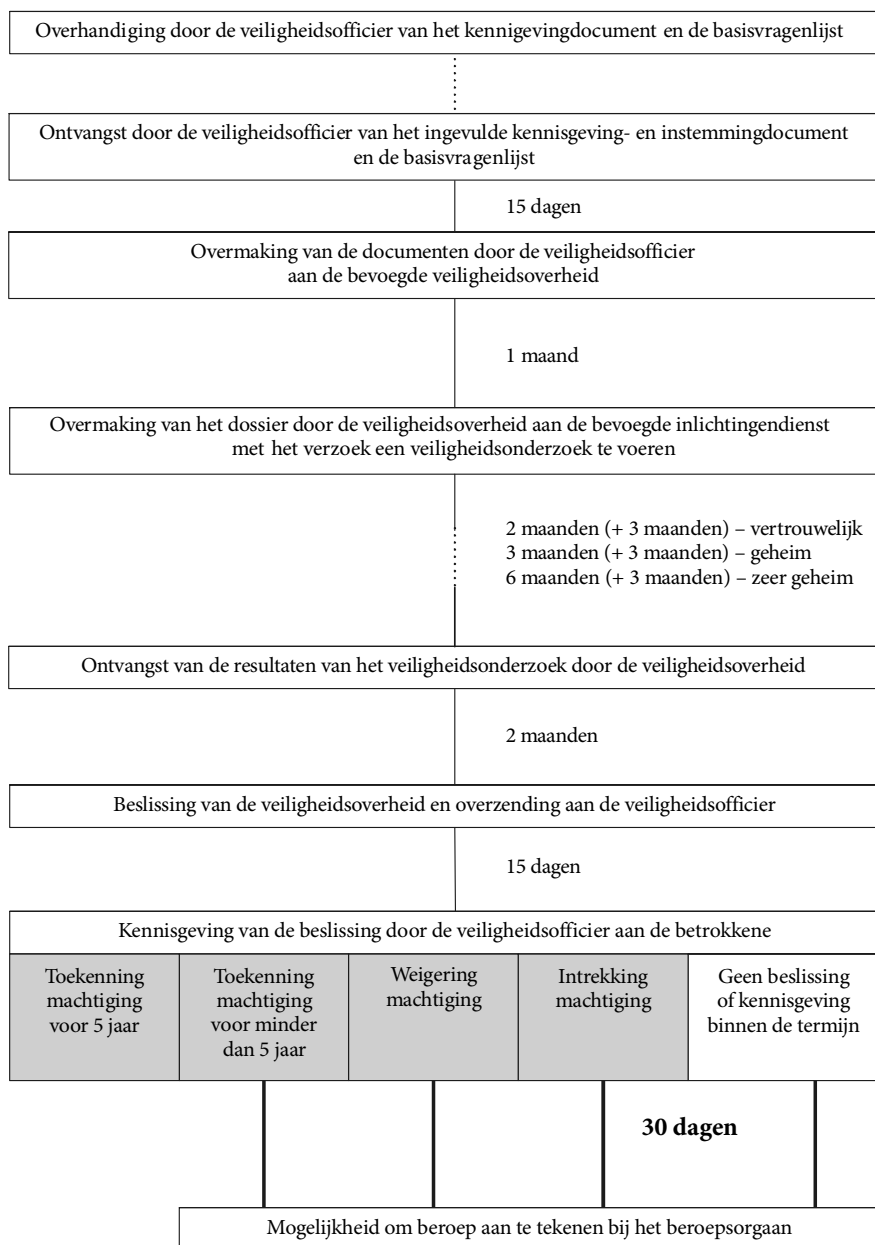 Overhandiging door de veiligheidsofficier van het kennigevingdocument en de basisvragenlijst
Ontvangst door de veiligheidsofficier van het ingevulde kennisgeving- en instemmingdocument
en de basisvragenlijst
15 dagen
Overmaking van de documenten door de veiligheidsofficier
aan de bevoegde veiligheidsoverheid
1 maand
Overmaking van het dossier door de veiligheidsoverheid aan de bevoegde inlichtingendienst
met het verzoek een veiligheidsonderzoek te voeren
2 maanden (+ 3 maanden) – vertrouwelijk
3 maanden (+ 3 maanden) – geheim
6 maanden (+ 3 maanden) – zeer geheim
Ontvangst van de resultaten van het veiligheidsonderzoek door de veiligheidsoverheid
2 maanden
Beslissing van de veiligheidsoverheid en overzending aan de veiligheidsofficier
15 dagen
Kennisgeving van de beslissing door de veiligheidsofficier aan de betrokkene
Toekenning
machtiging
voor 5 jaar
Toekenning
machtiging
voor minder
dan 5 jaar
Weigering
machtiging
Intrekking
machtiging
Geen beslissing
of kennisgeving
binnen de termijn
30 dagen
Mogelijkheid om beroep aan te tekenen bij het beroepsorgaan